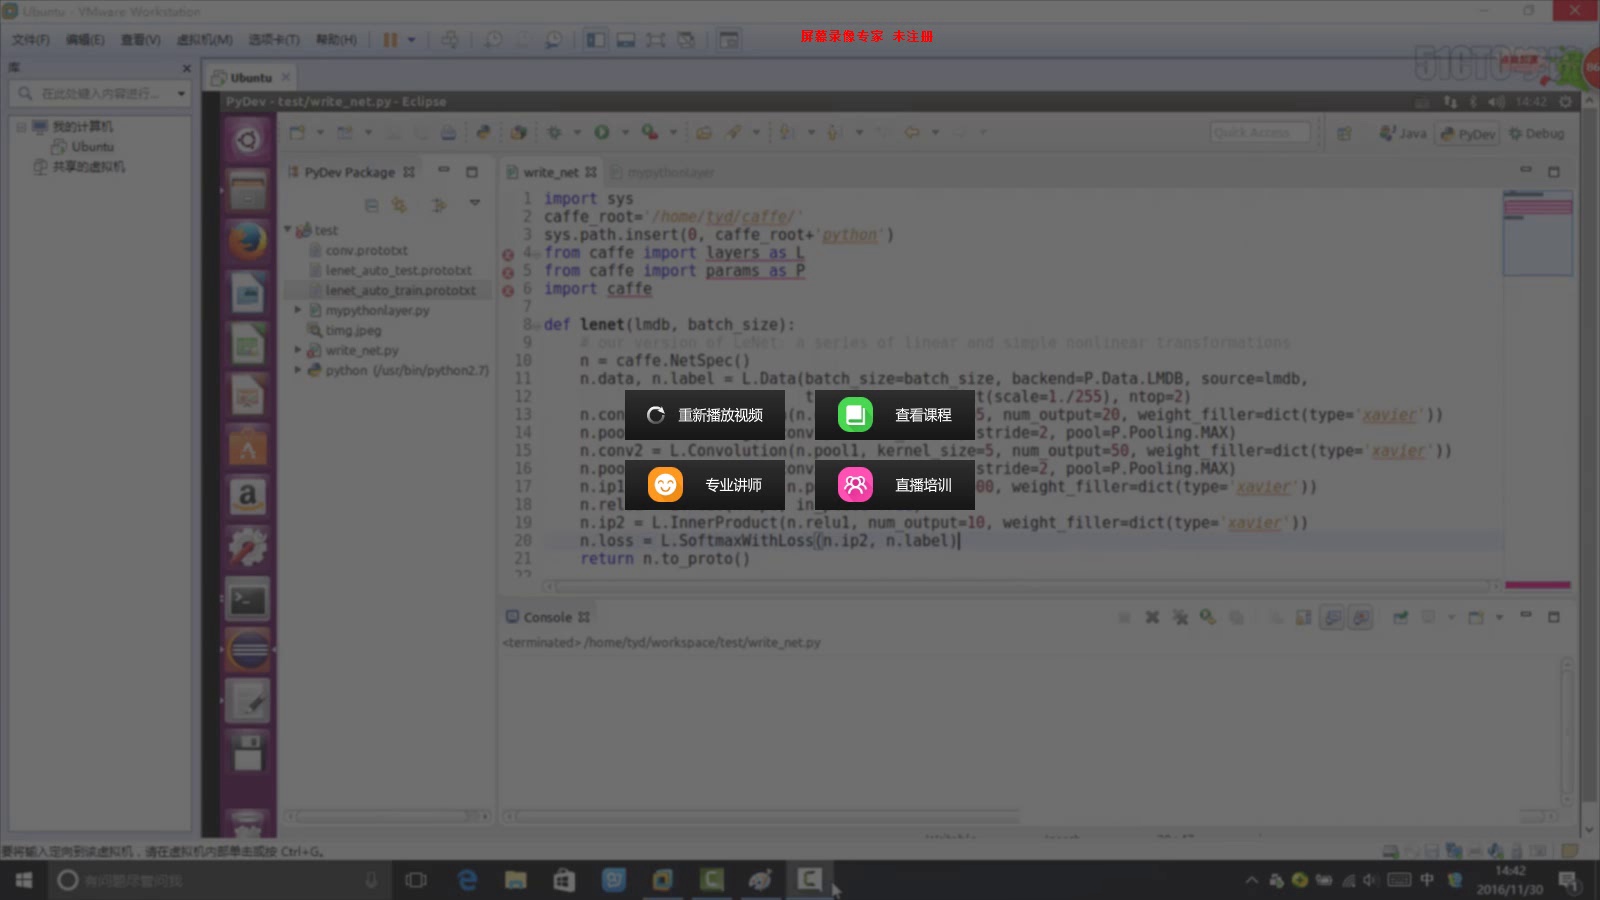 Ubuntu - VMware Workstation
文件(F) 编辑(E) 查看(V) 虚拟机(M) 选项卡(T) 帮助(H)
屏幕录像专家 未注册
库
Ubuntu
在此处键入内容进行...
我的计算机
Ubuntu
共享的虚拟机
PyDev - test/write_net.py - Eclipse
14:42
Quick Access
Java
PyDev
Debug
PyDev Package
test
conv.prototxt
lenet_auto_test.prototxt
lenet_auto_train.prototxt
mypythonlayer.py
timg.jpeg
write_net.py
python (/usr/bin/python2.7)
write_net
mypythonlayer
1 import sys
2 caffe_root='/home/tyd/caffe/'
3 sys.path.insert(0, caffe_root+'python')
4 from caffe import layers as L
5 from caffe import params as P
6 import caffe
7
8 def lenet(lmdb, batch_size):
9 # our version of LeNet: a series of linear and simple nonlinear transformations
10 n = caffe.NetSpec()
11 n.data, n.label = L.Data(batch_size=batch_size, backend=P.Data.LMDB, source=lmdb,
12 t(scale=1./255), ntop=2)
13 n.con 5, num_output=20, weight_filler=dict(type='xavier'))
14 n.poo stride=2, pool=P.Pooling.MAX)
15 n.conv2 = L.Convolution(n.pool1, kernel_size=5, num_output=50, weight_filler=dict(type='xavier'))
16 n.poo stride=2, pool=P.Pooling.MAX)
17 n.ip1 00, weight_filler=dict(type='xavier'))
18 n.rel
19 n.ip2 = L.InnerProduct(n.relu1, num_output=10, weight_filler=dict(type='xavier'))
20 n.loss = L.SoftmaxWithLoss(n.ip2, n.label)
21 return n.to_proto()
22
重新播放视频
查看课程
专业讲师
直播培训
Console
<terminated> /home/tyd/workspace/test/write_net.py
要将输入定向到该虚拟机，请在虚拟机内部单击或按 Ctrl+G。
有问题尽管问我
中
14:42
2016/11/30